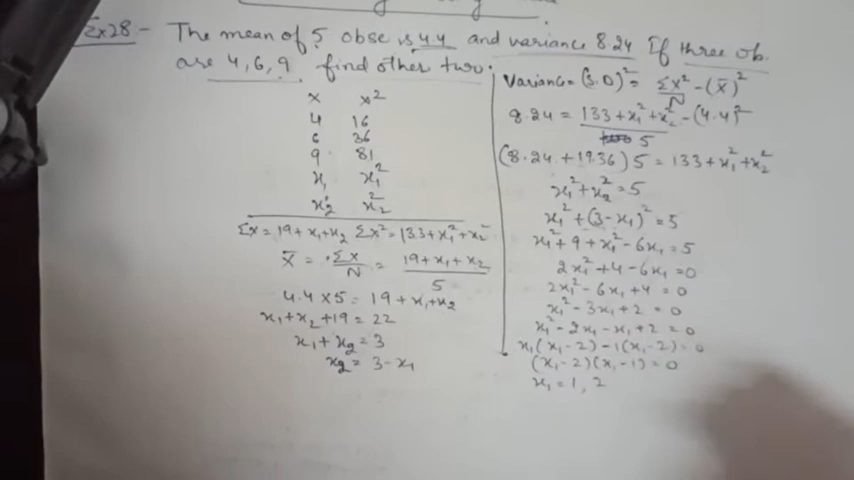 Ex28 - The mean of 5 obse is 4.4 and variance 8.24 If three ob.
are 4, 6, 9 find other two.
x x²
4 16
6 36
9 81
x₁ x₁²
x₂ x₂²
Σx = 19 + x₁ + x₂ Σx² = 133 + x₁² + x₂²
x̄ = Σx/N = (19 + x₁ + x₂)/5
4.4 × 5 = 19 + x₁ + x₂
x₁ + x₂ + 19 = 22
x₁ + x₂ = 3
x₂ = 3 - x₁
Variance = (S.D)² = Σx²/N - (x̄)²
8.24 = (133 + x₁² + x₂²)/5 - (4.4)²
(8.24 + 19.36) 5 = 133 + x₁² + x₂²
x₁² + x₂² = 5
x₁² + (3 - x₁)² = 5
x₁² + 9 + x₁² - 6x₁ = 5
2x₁² + 4 - 6x₁ = 0
2x₁² - 6x₁ + 4 = 0
x₁² - 3x₁ + 2 = 0
x₁² - 2x₁ - x₁ + 2 = 0
x₁(x₁ - 2) - 1(x₁ - 2) = 0
(x₁ - 2)(x₁ - 1) = 0
x₁ = 1, 2